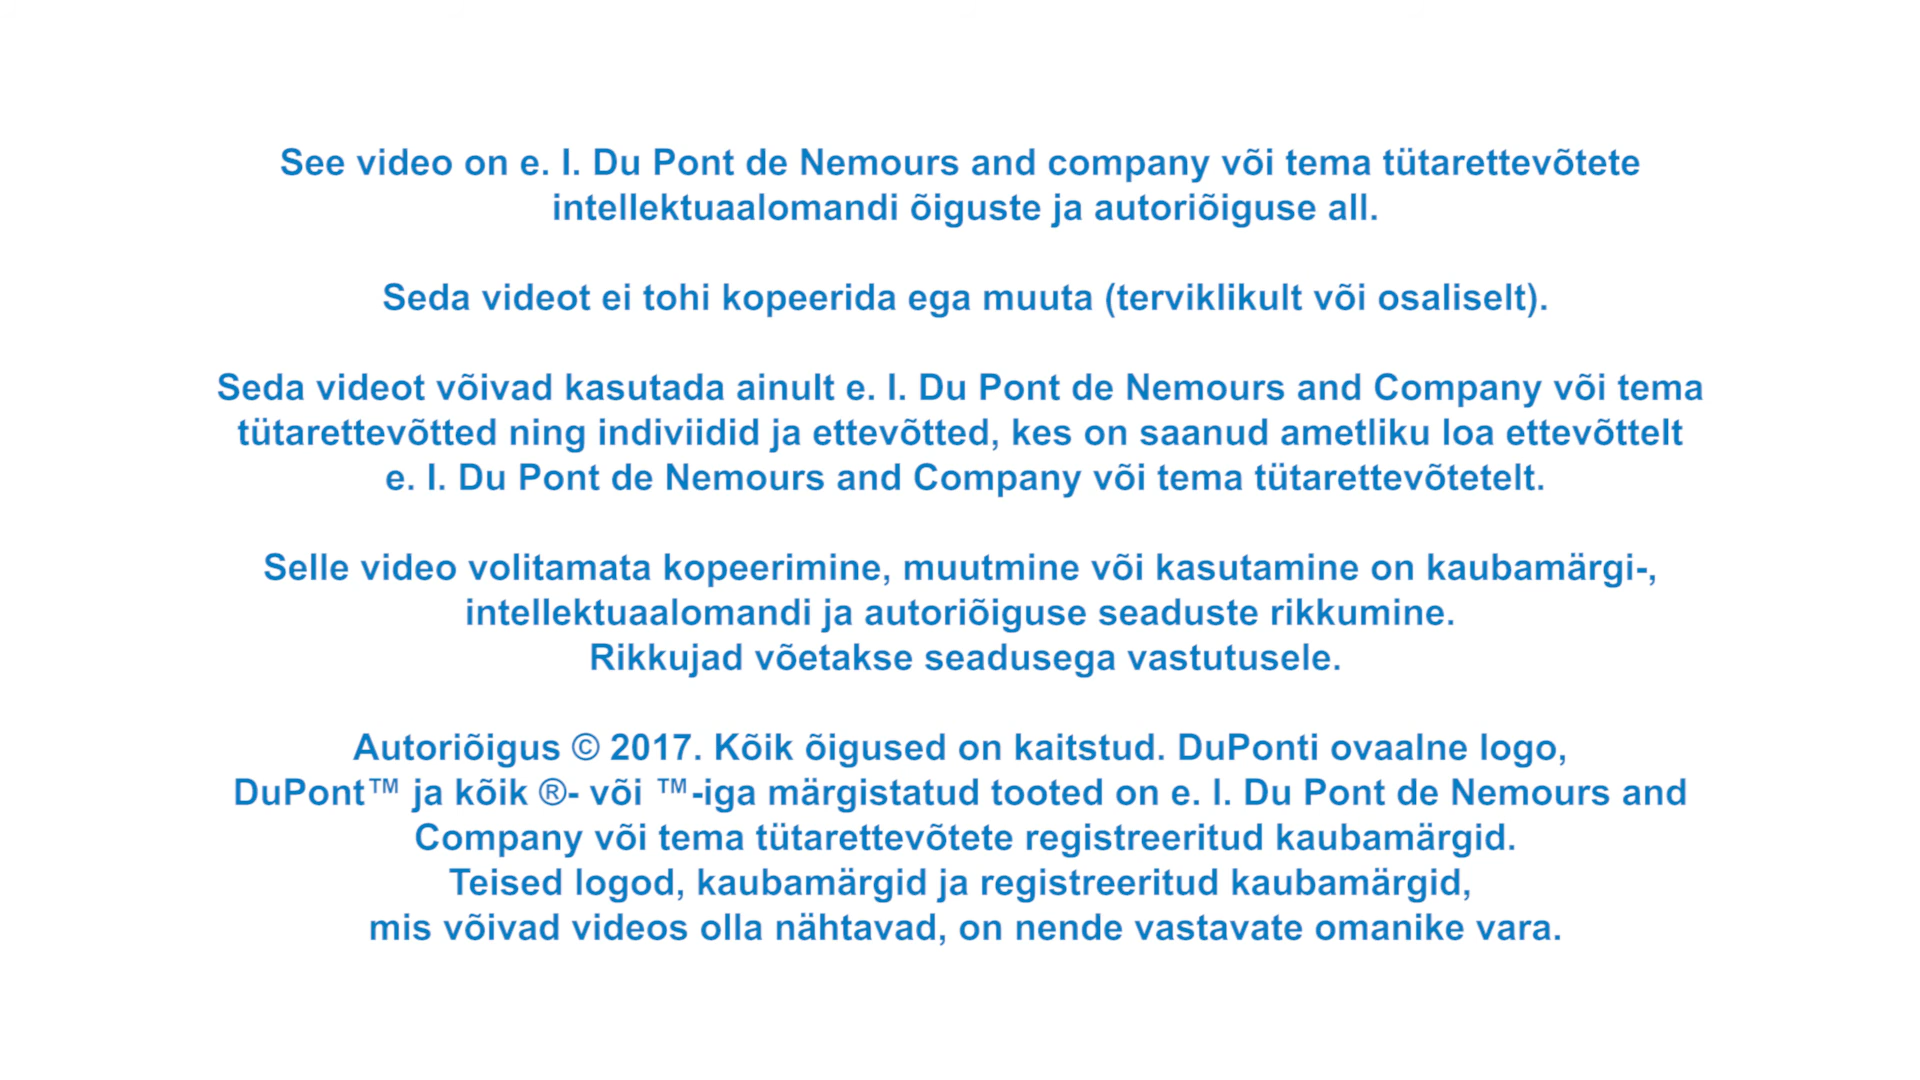 See video on e. I. Du Pont de Nemours and company või tema tütarettevõtete
intellektuaalomandi õiguste ja autoriõiguse all.
Seda videot ei tohi kopeerida ega muuta (terviklikult või osaliselt).
Seda videot võivad kasutada ainult e. I. Du Pont de Nemours and Company või tema
tütarettevõtted ning indiviidid ja ettevõtted, kes on saanud ametliku loa ettevõttelt
e. I. Du Pont de Nemours and Company või tema tütarettevõtetelt.
Selle video volitamata kopeerimine, muutmine või kasutamine on kaubamärgi-,
intellektuaalomandi ja autoriõiguse seaduste rikkumine.
Rikkujad võetakse seadusega vastutusele.
Autoriõigus © 2017. Kõik õigused on kaitstud. DuPonti ovaalne logo,
DuPont™ ja kõik ®- või ™-iga märgistatud tooted on e. I. Du Pont de Nemours and
Company või tema tütarettevõtete registreeritud kaubamärgid.
Teised logod, kaubamärgid ja registreeritud kaubamärgid,
mis võivad videos olla nähtavad, on nende vastavate omanike vara.